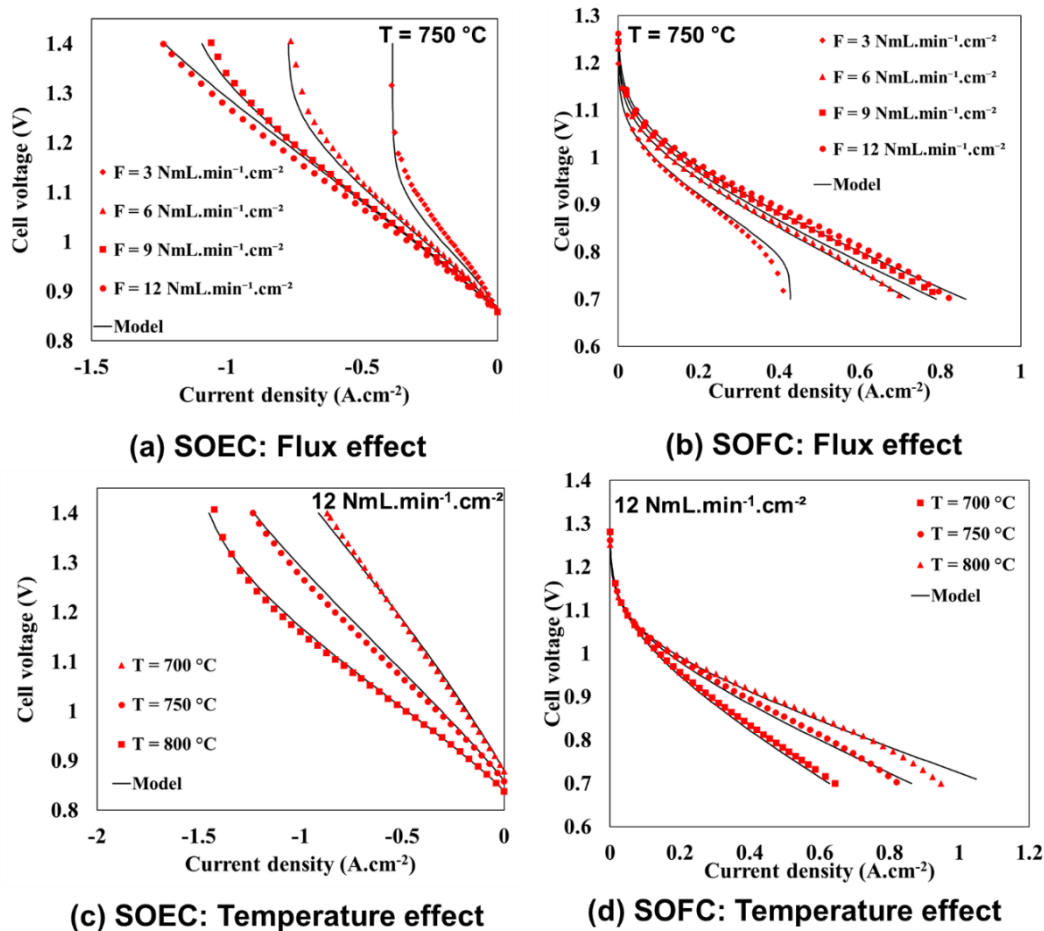 T = 750 °C
1.4
1.3
1.2
1.1
1
0.9
0.8
Cell voltage (V)
F = 3 NmL.min⁻¹.cm⁻²
F = 6 NmL.min⁻¹.cm⁻²
F = 9 NmL.min⁻¹.cm⁻²
F = 12 NmL.min⁻¹.cm⁻²
Model
-1.5 -1 -0.5 0
Current density (A.cm⁻²)
(a) SOEC: Flux effect
T = 750 °C
1.3
1.2
1.1
1
0.9
0.8
0.7
0.6
Cell voltage (V)
F = 3 NmL.min⁻¹.cm⁻²
F = 6 NmL.min⁻¹.cm⁻²
F = 9 NmL.min⁻¹.cm⁻²
F = 12 NmL.min⁻¹.cm⁻²
Model
0 0.2 0.4 0.6 0.8 1
Current density (A.cm⁻²)
(b) SOFC: Flux effect
12 NmL.min⁻¹.cm⁻²
1.4
1.3
1.2
1.1
1
0.9
0.8
Cell voltage (V)
T = 700 °C
T = 750 °C
T = 800 °C
Model
-2 -1.5 -1 -0.5 0
Current density (A.cm⁻²)
(c) SOEC: Temperature effect
12 NmL.min⁻¹.cm⁻²
1.4
1.3
1.2
1.1
1
0.9
0.8
0.7
0.6
Cell voltage (V)
T = 700 °C
T = 750 °C
T = 800 °C
Model
0 0.2 0.4 0.6 0.8 1 1.2
Current density (A.cm⁻²)
(d) SOFC: Temperature effect